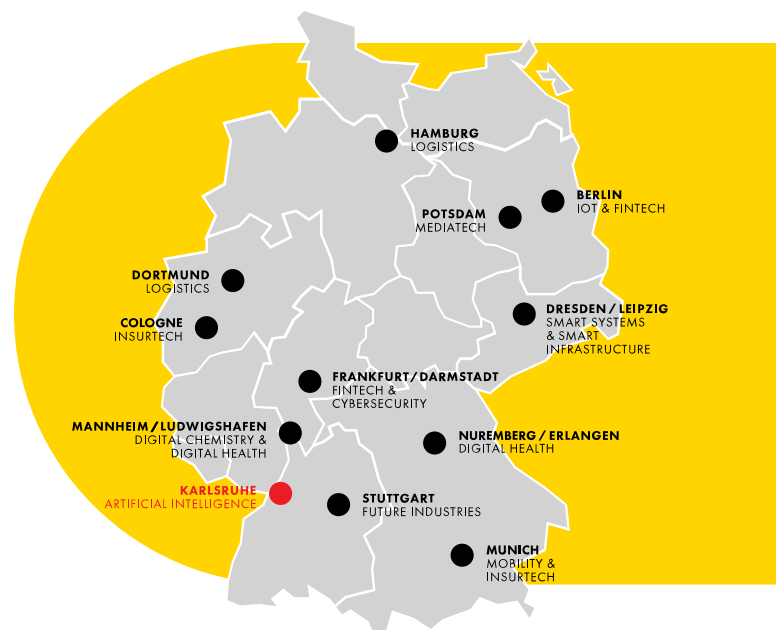 HAMBURG
LOGISTICS
BERLIN
IOT & FINTECH
POTSDAM
MEDIATECH
DORTMUND
LOGISTICS
DRESDEN / LEIPZIG
SMART SYSTEMS
& SMART
INFRASTRUCTURE
COLOGNE
INSURTECH
FRANKFURT/DARMSTADT
FINTECH &
CYBERSECURITY
MANNHEIM/LUDWIGSHAFEN
DIGITAL CHEMISTRY &
DIGITAL HEALTH
NUREMBERG / ERLANGEN
DIGITAL HEALTH
KARLSRUHE
ARTIFICIAL INTELLIGENCE
STUTTGART
FUTURE INDUSTRIES
MUNICH
MOBILITY &
INSURTECH